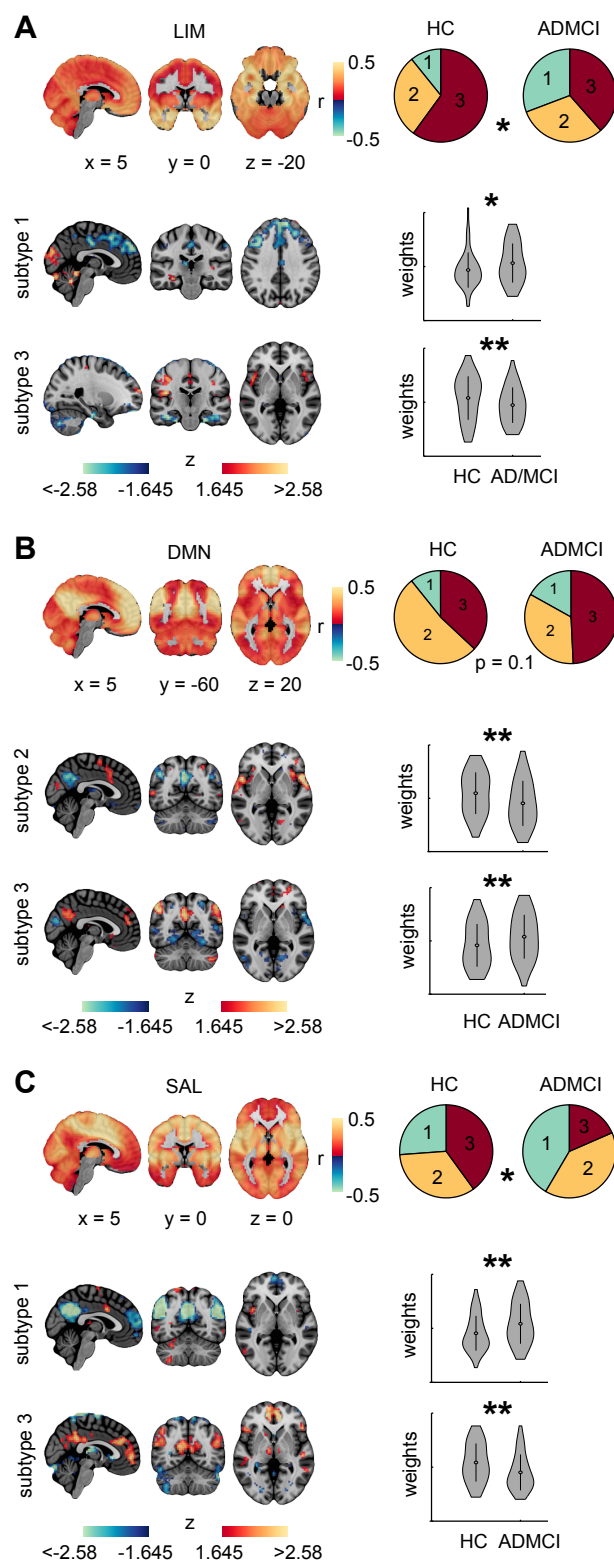 A
LIM
HC
ADMCI
0.5
r
-0.5
1
2
3
1
2
3
*
x = 5
y = 0
z = -20
subtype 1
weights
*
subtype 3
weights
**
HC AD/MCI
z
<-2.58
-1.645
1.645
>2.58
B
DMN
HC
ADMCI
0.5
r
-0.5
1
2
3
1
2
3
p = 0.1
x = 5
y = -60
z = 20
subtype 2
weights
**
subtype 3
weights
**
HC ADMCI
z
<-2.58
-1.645
1.645
>2.58
C
SAL
HC
ADMCI
0.5
r
-0.5
1
2
3
1
2
3
*
x = 5
y = 0
z = 0
subtype 1
weights
**
subtype 3
weights
**
HC ADMCI
z
<-2.58
-1.645
1.645
>2.58